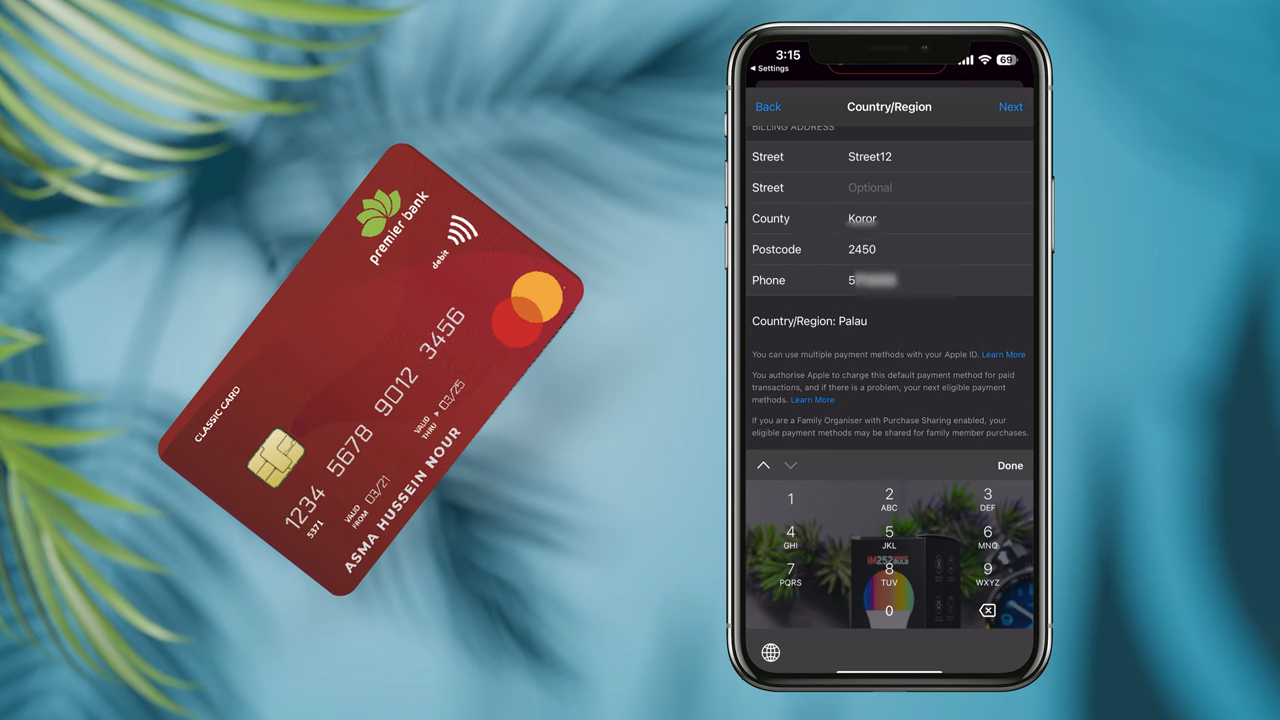 premier bank
debit
CLASSIC CARD
1234 5678 9012 3456
5371
VALID FROM 03/21
VALID THRU 03/25
ASMA HUSSEIN NOUR
3:15
69
Settings
Back
Country/Region
Next
BILLING ADDRESS
Street
Street12
Street
Optional
County
Koror
Postcode
2450
Phone
5
Country/Region: Palau
You can use multiple payment methods with your Apple ID. Learn More
You authorise Apple to charge this default payment method for paid
transactions, and if there is a problem, your next eligible payment
methods. Learn More
If you are a Family Organiser with Purchase Sharing enabled, your
eligible payment methods may be shared for family member purchases.
Done
1
2
ABC
3
DEF
4
GHI
5
JKL
6
MNO
7
PQRS
8
TUV
9
WXYZ
0
iM252
BULB